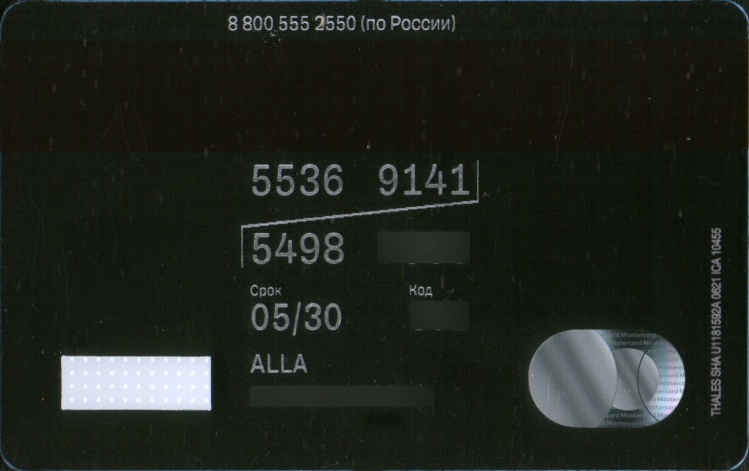 8 800 555 2550 (по России)
5536 9141
5498
Срок Код
05/30
ALLA
THALES SHA U1181592A 0621 ICA 10455